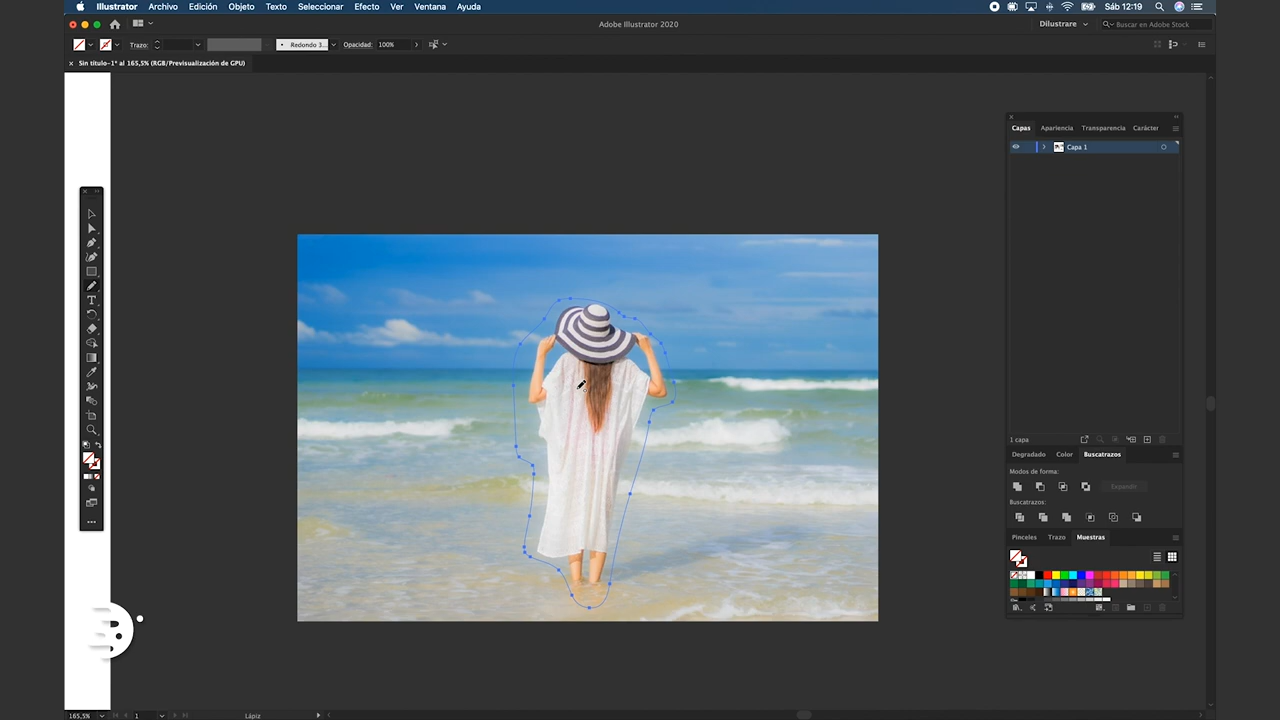 Illustrator Archivo Edición Objeto Texto Seleccionar Efecto Ver Ventana Ayuda Sáb 12:19
Adobe Illustrator 2020 Dilustrare Buscar en Adobe Stock
Trazo: Redondo 3... Opacidad: 100%
× Sin título-1* al 165,5% (RGB/Previsualización de GPU)
Capas Apariencia Transparencia Carácter
Capa 1
T
1 capa
Degradado Color Buscatrazos
Modos de forma:
Expandir
Buscatrazos:
Pinceles Trazo Muestras
165,5% 1 Lápiz